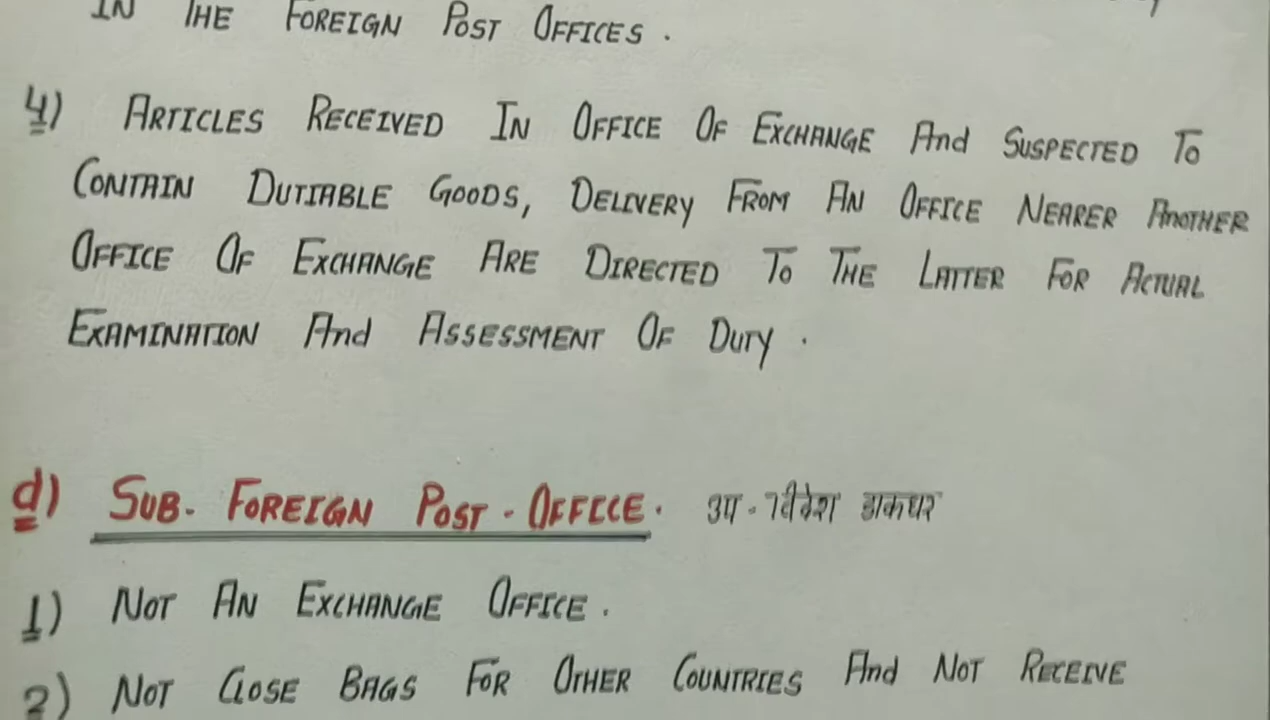 IN THE FOREIGN POST OFFICES.
4) ARTICLES RECEIVED IN OFFICE OF EXCHANGE And SUSPECTED TO
CONTAIN DUTIABLE GOODS, DELIVERY FROM AN OFFICE NEARER ANOTHER
OFFICE OF EXCHANGE ARE DIRECTED TO THE LATTER FOR ACTUAL
EXAMINATION And ASSESSMENT OF DUTY.
d) SUB. FOREIGN POST-OFFICE. उप-विदेश डाकघर
1) NOT AN EXCHANGE OFFICE.
2) NOT CLOSE BAGS FOR OTHER COUNTRIES And NOT RECEIVE